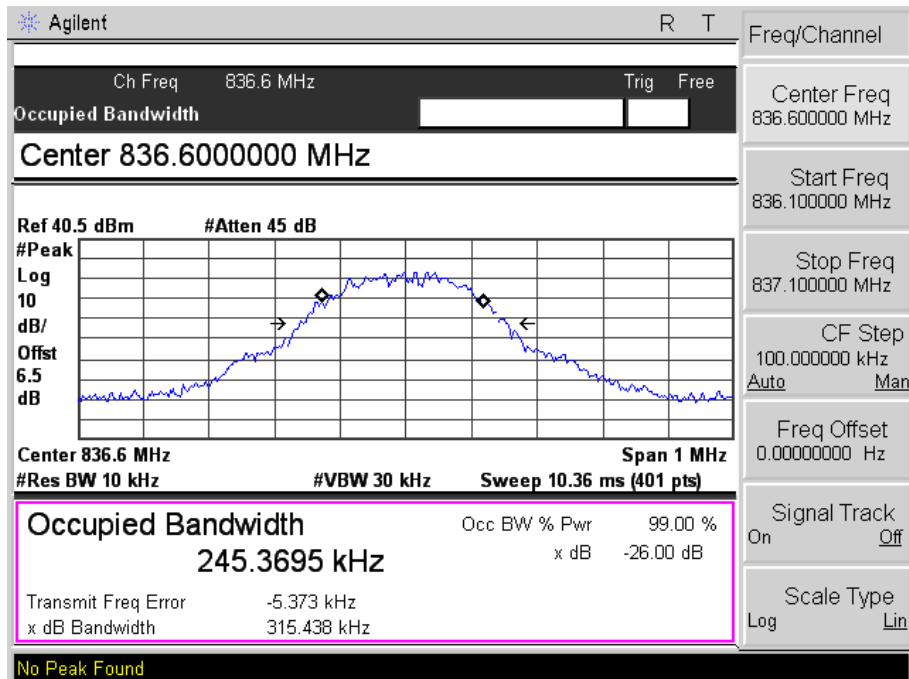 Agilent R T
Freq/Channel
Ch Freq 836.6 MHz Trig Free
Occupied Bandwidth
Center 836.6000000 MHz
Center Freq
836.600000 MHz
Start Freq
836.100000 MHz
Stop Freq
837.100000 MHz
CF Step
100.000000 kHz
Auto Man
Freq Offset
0.00000000 Hz
Signal Track
On Off
Scale Type
Log Lin
Ref 40.5 dBm #Atten 45 dB
#Peak
Log
10
dB/
Offst
6.5
dB
Center 836.6 MHz Span 1 MHz
#Res BW 10 kHz #VBW 30 kHz Sweep 10.36 ms (401 pts)
Occupied Bandwidth
245.3695 kHz
Occ BW % Pwr 99.00 %
x dB -26.00 dB
Transmit Freq Error -5.373 kHz
x dB Bandwidth 315.438 kHz
No Peak Found